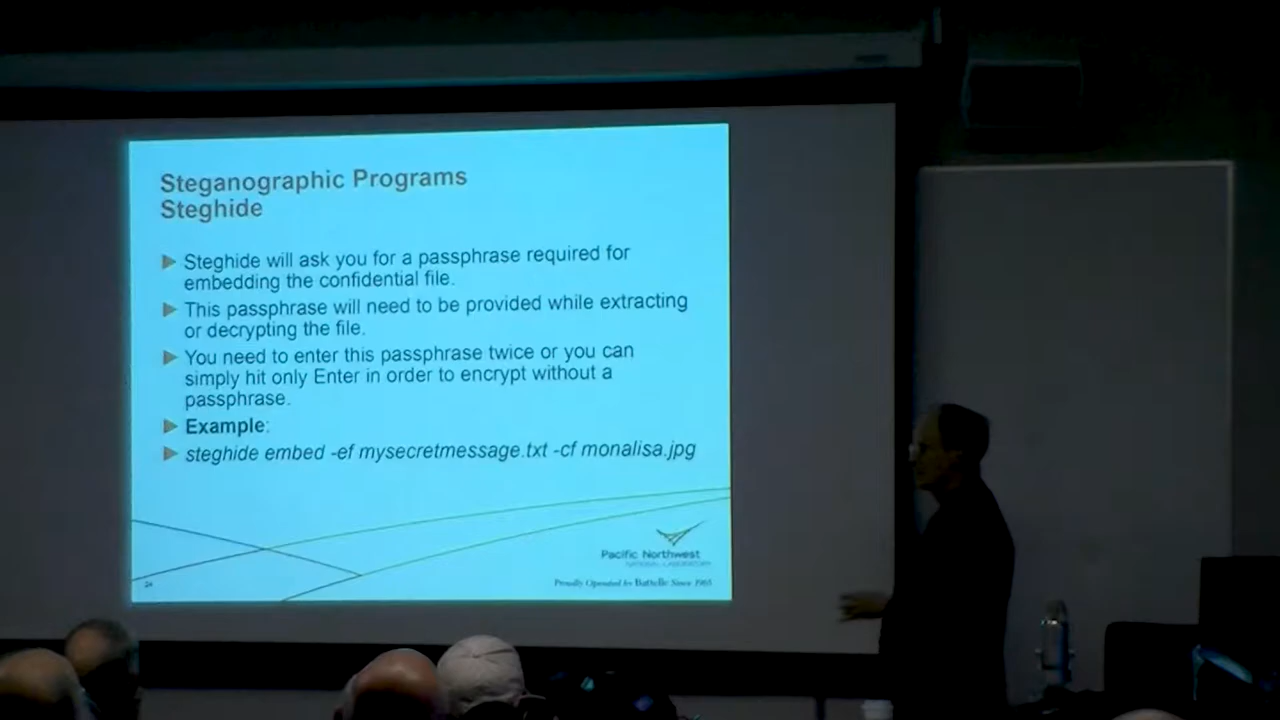 Steganographic Programs
Steghide
Steghide will ask you for a passphrase required for
embedding the confidential file.
This passphrase will need to be provided while extracting
or decrypting the file.
You need to enter this passphrase twice or you can
simply hit only Enter in order to encrypt without a
passphrase.
Example:
steghide embed -ef mysecretmessage.txt -cf monalisa.jpg
Pacific Northwest
NATIONAL LABORATORY
Proudly Operated by Battelle Since 1965
24